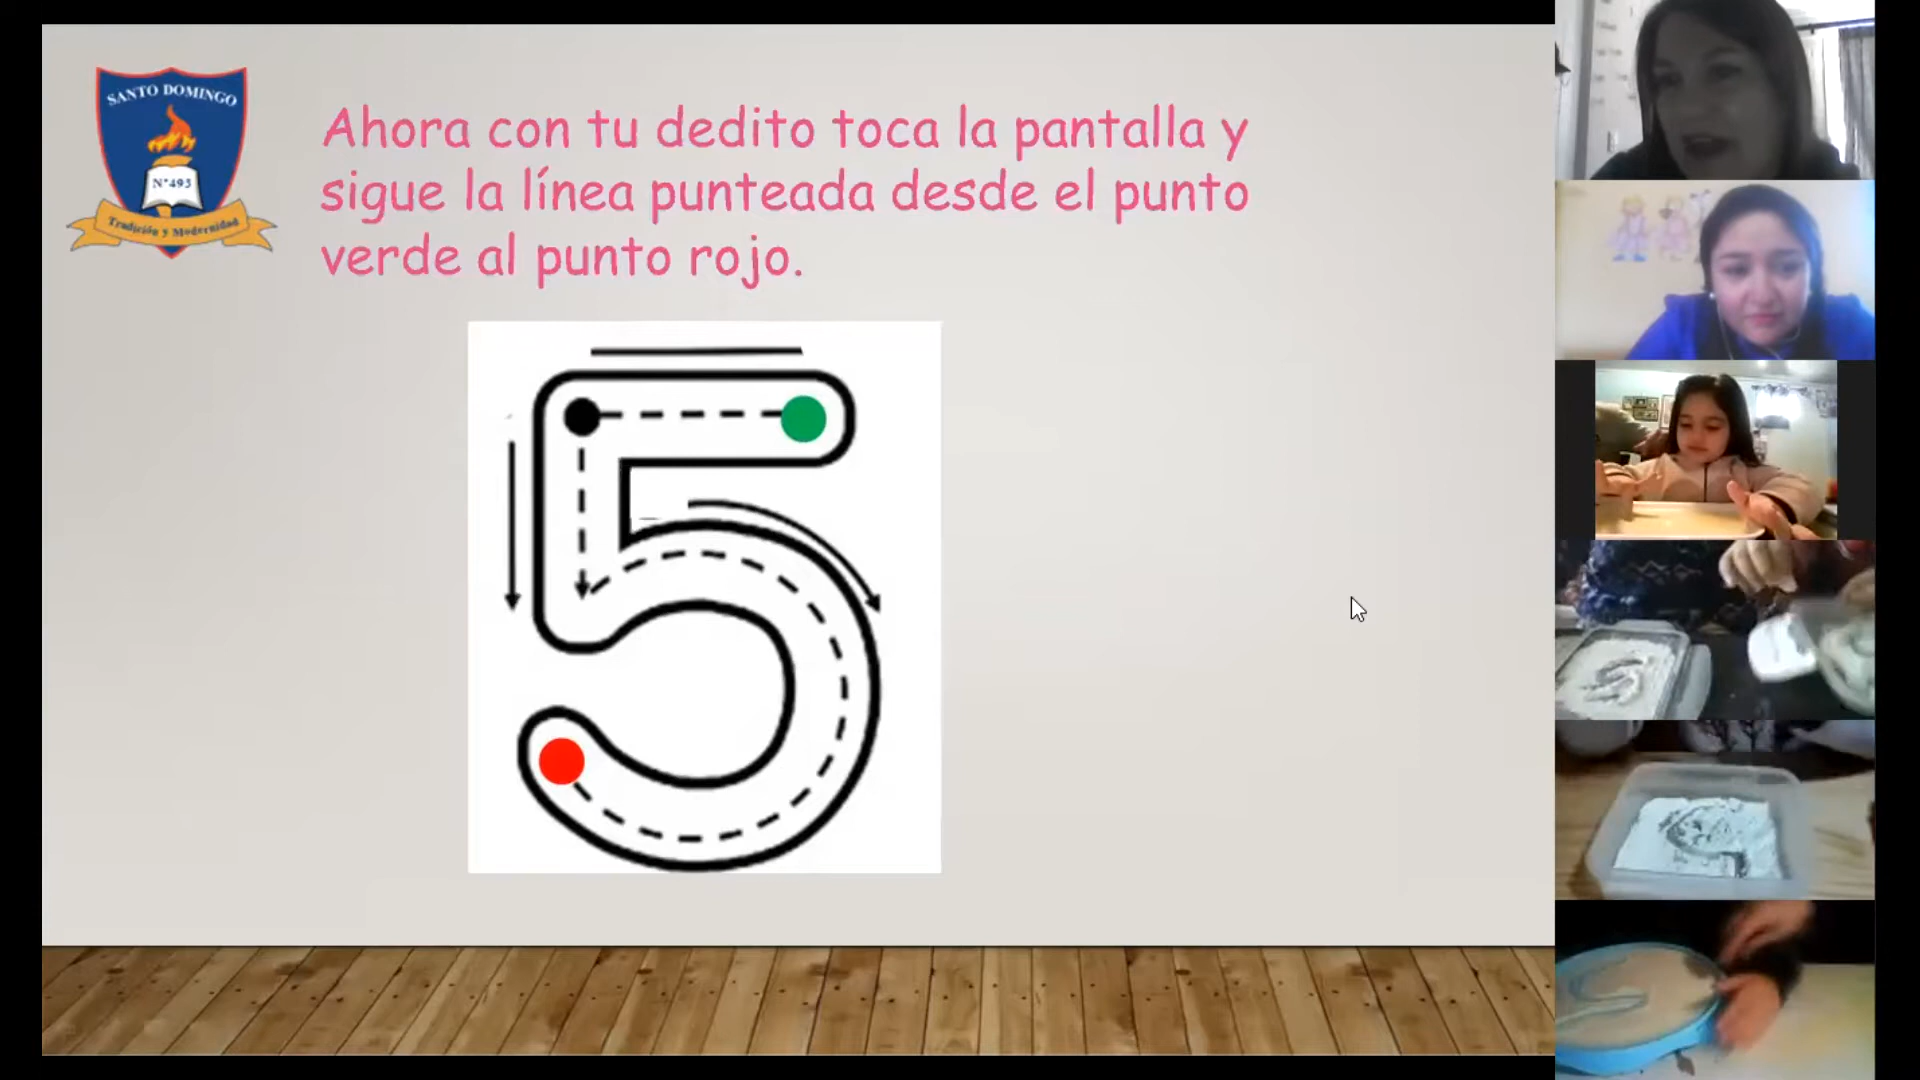 SANTO DOMINGO
N°493
Tradición y Modernidad
Ahora con tu dedito toca la pantalla y
sigue la línea punteada desde el punto
verde al punto rojo.
5